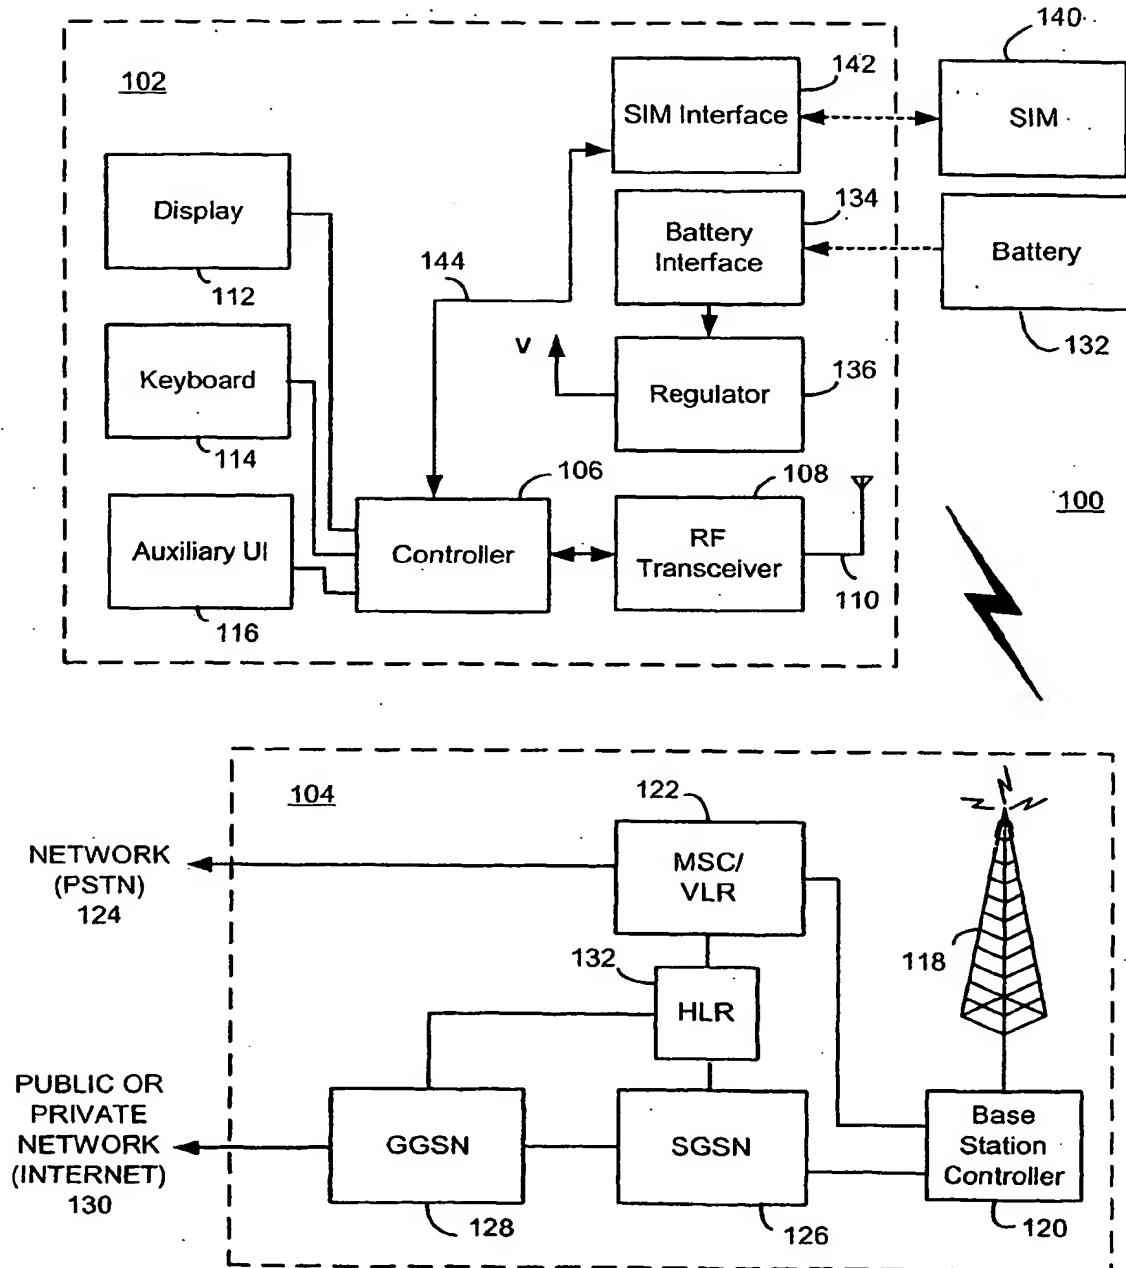 140
102
142
SIM Interface
SIM
Display
134
Battery
Interface
Battery
144
112
132
V
136
Keyboard
Regulator
114
106
108
100
Auxiliary UI
Controller
RF
Transceiver
110
116
104
122
NETWORK
(PSTN)
124
MSC/
VLR
118
132
HLR
PUBLIC OR
PRIVATE
NETWORK
(INTERNET)
130
GGSN
SGSN
Base
Station
Controller
128
126
120